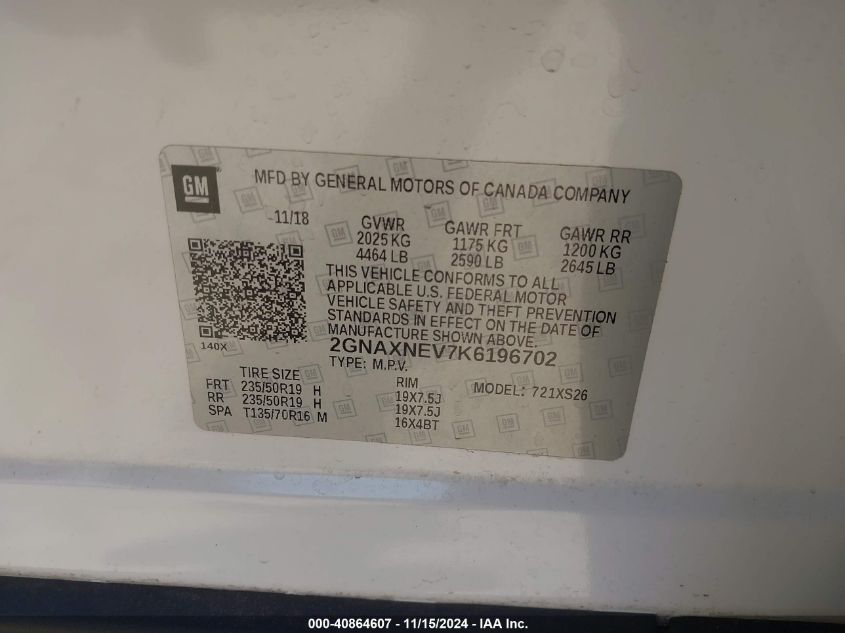 GM
MFD BY GENERAL MOTORS OF CANADA COMPANY
11/18
GVWR GAWR FRT GAWR RR
2025 KG 1175 KG 1200 KG
4464 LB 2590 LB 2645 LB
THIS VEHICLE CONFORMS TO ALL
APPLICABLE U.S. FEDERAL MOTOR
VEHICLE SAFETY AND THEFT PREVENTION
STANDARDS IN EFFECT ON THE DATE OF
MANUFACTURE SHOWN ABOVE.
140X
2GNAXNEV7K6196702
TYPE: M.P.V. MODEL: 721XS26
TIRE SIZE RIM
FRT 235/50R19 H 19X7.5J
RR 235/50R19 H 19X7.5J
SPA T135/70R16 M 16X4BT
000-40864607 - 11/15/2024 - IAA Inc.